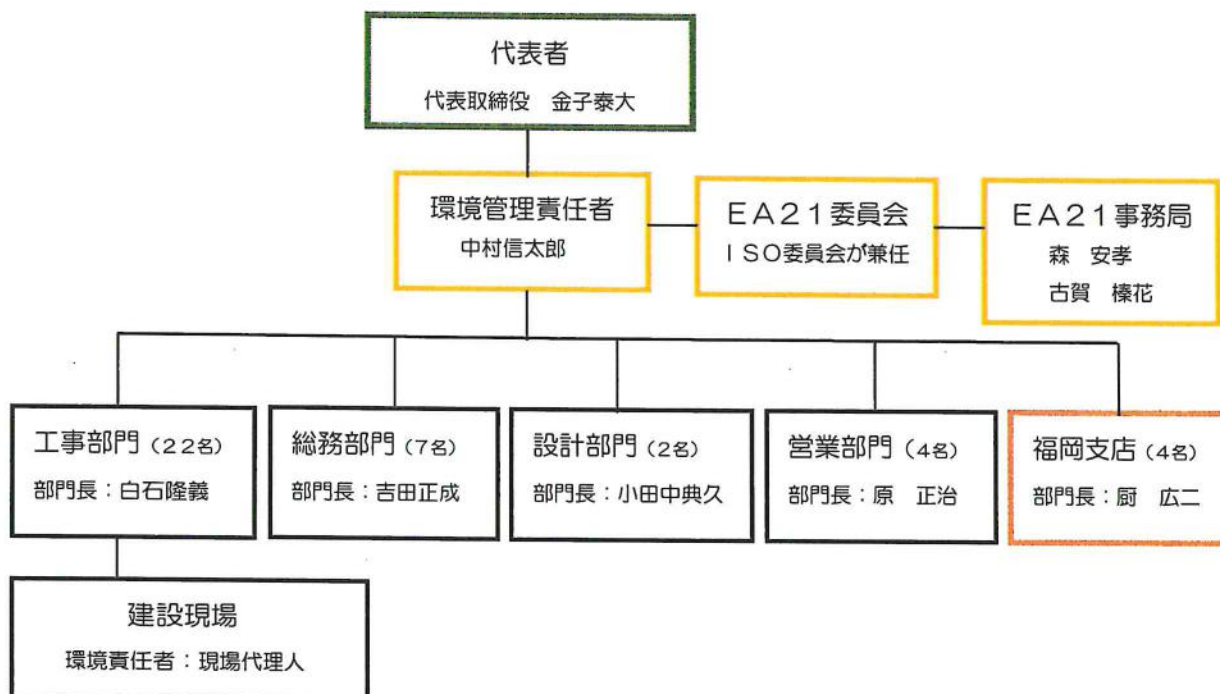 代表者
代表取締役　金子泰大
環境管理責任者
中村信太郎
ＥＡ２１委員会
ＩＳＯ委員会が兼任
ＥＡ２１事務局
森　安孝
古賀　榛花
工事部門（２２名）
部門長：白石隆義
総務部門（７名）
部門長：吉田正成
設計部門（２名）
部門長：小田中典久
営業部門（４名）
部門長：原　正治
福岡支店（４名）
部門長：厨　広二
建設現場
環境責任者：現場代理人